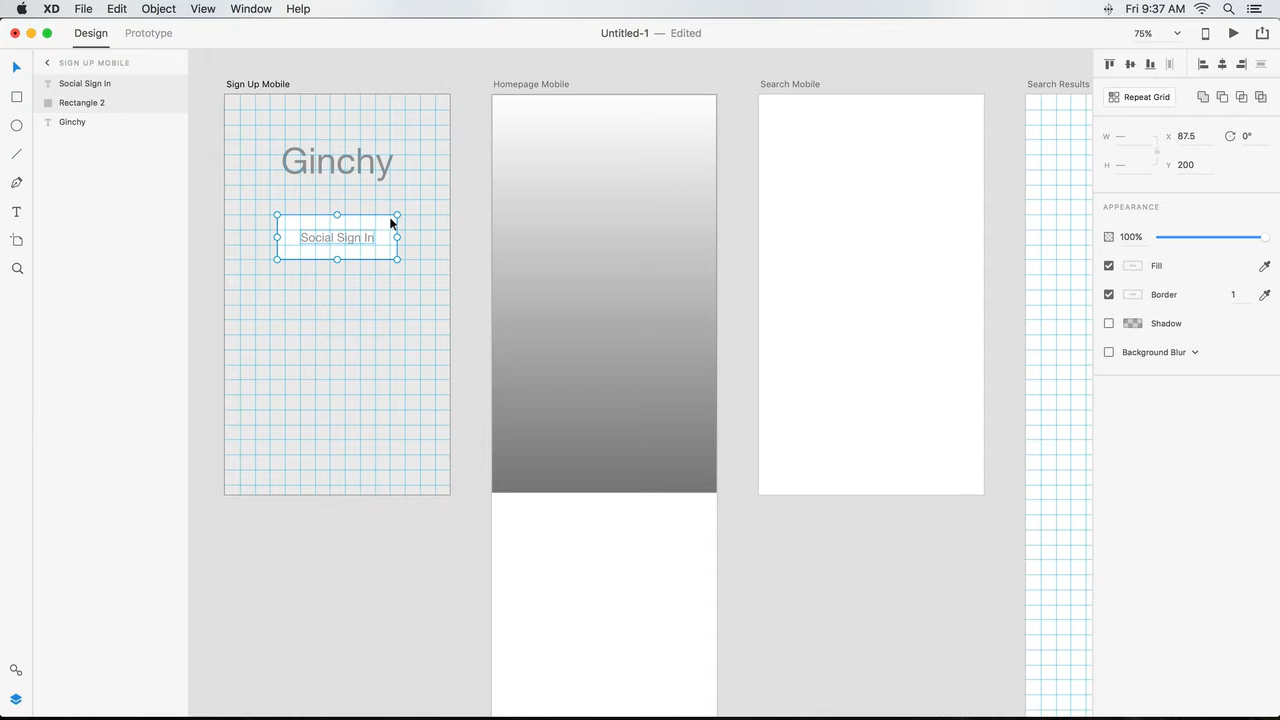 XD File Edit Object View Window Help Fri 9:37 AM
Design Prototype Untitled-1 — Edited 75%
SIGN UP MOBILE
Social Sign In
Rectangle 2
Ginchy
Sign Up Mobile Homepage Mobile Search Mobile Search Results
Ginchy
Social Sign In
Repeat Grid
W — X 87.5 0°
H — Y 200
APPEARANCE
100%
Fill
Border 1
Shadow
Background Blur